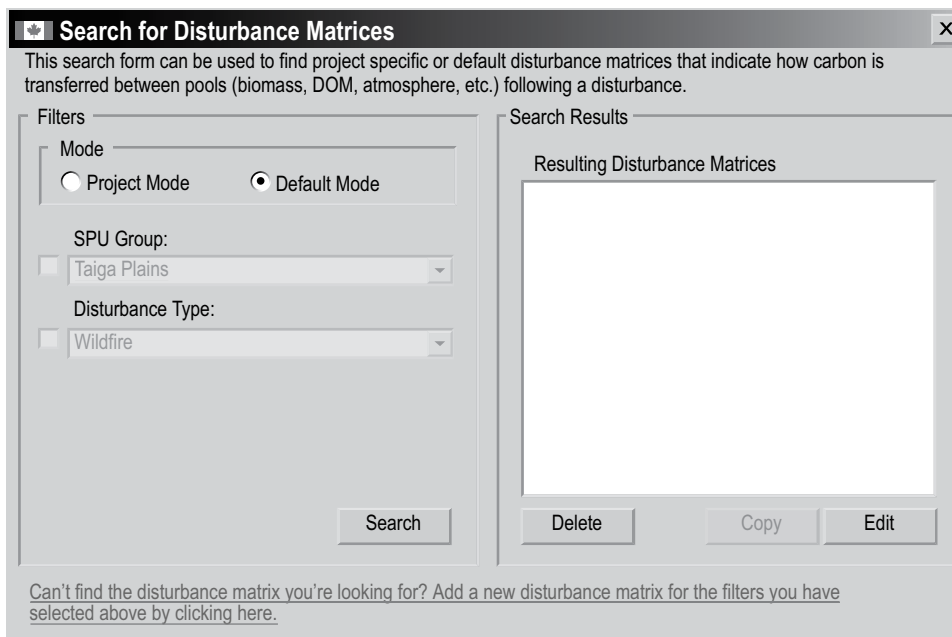 Search for Disturbance Matrices
X
This search form can be used to find project specific or default disturbance matrices that indicate how carbon is
transferred between pools (biomass, DOM, atmosphere, etc.) following a disturbance.
Filters
Mode
Project Mode
Default Mode
SPU Group:
Taiga Plains
Disturbance Type:
Wildfire
Search
Search Results
Resulting Disturbance Matrices
Delete
Copy
Edit
Can't find the disturbance matrix you're looking for? Add a new disturbance matrix for the filters you have
selected above by clicking here.